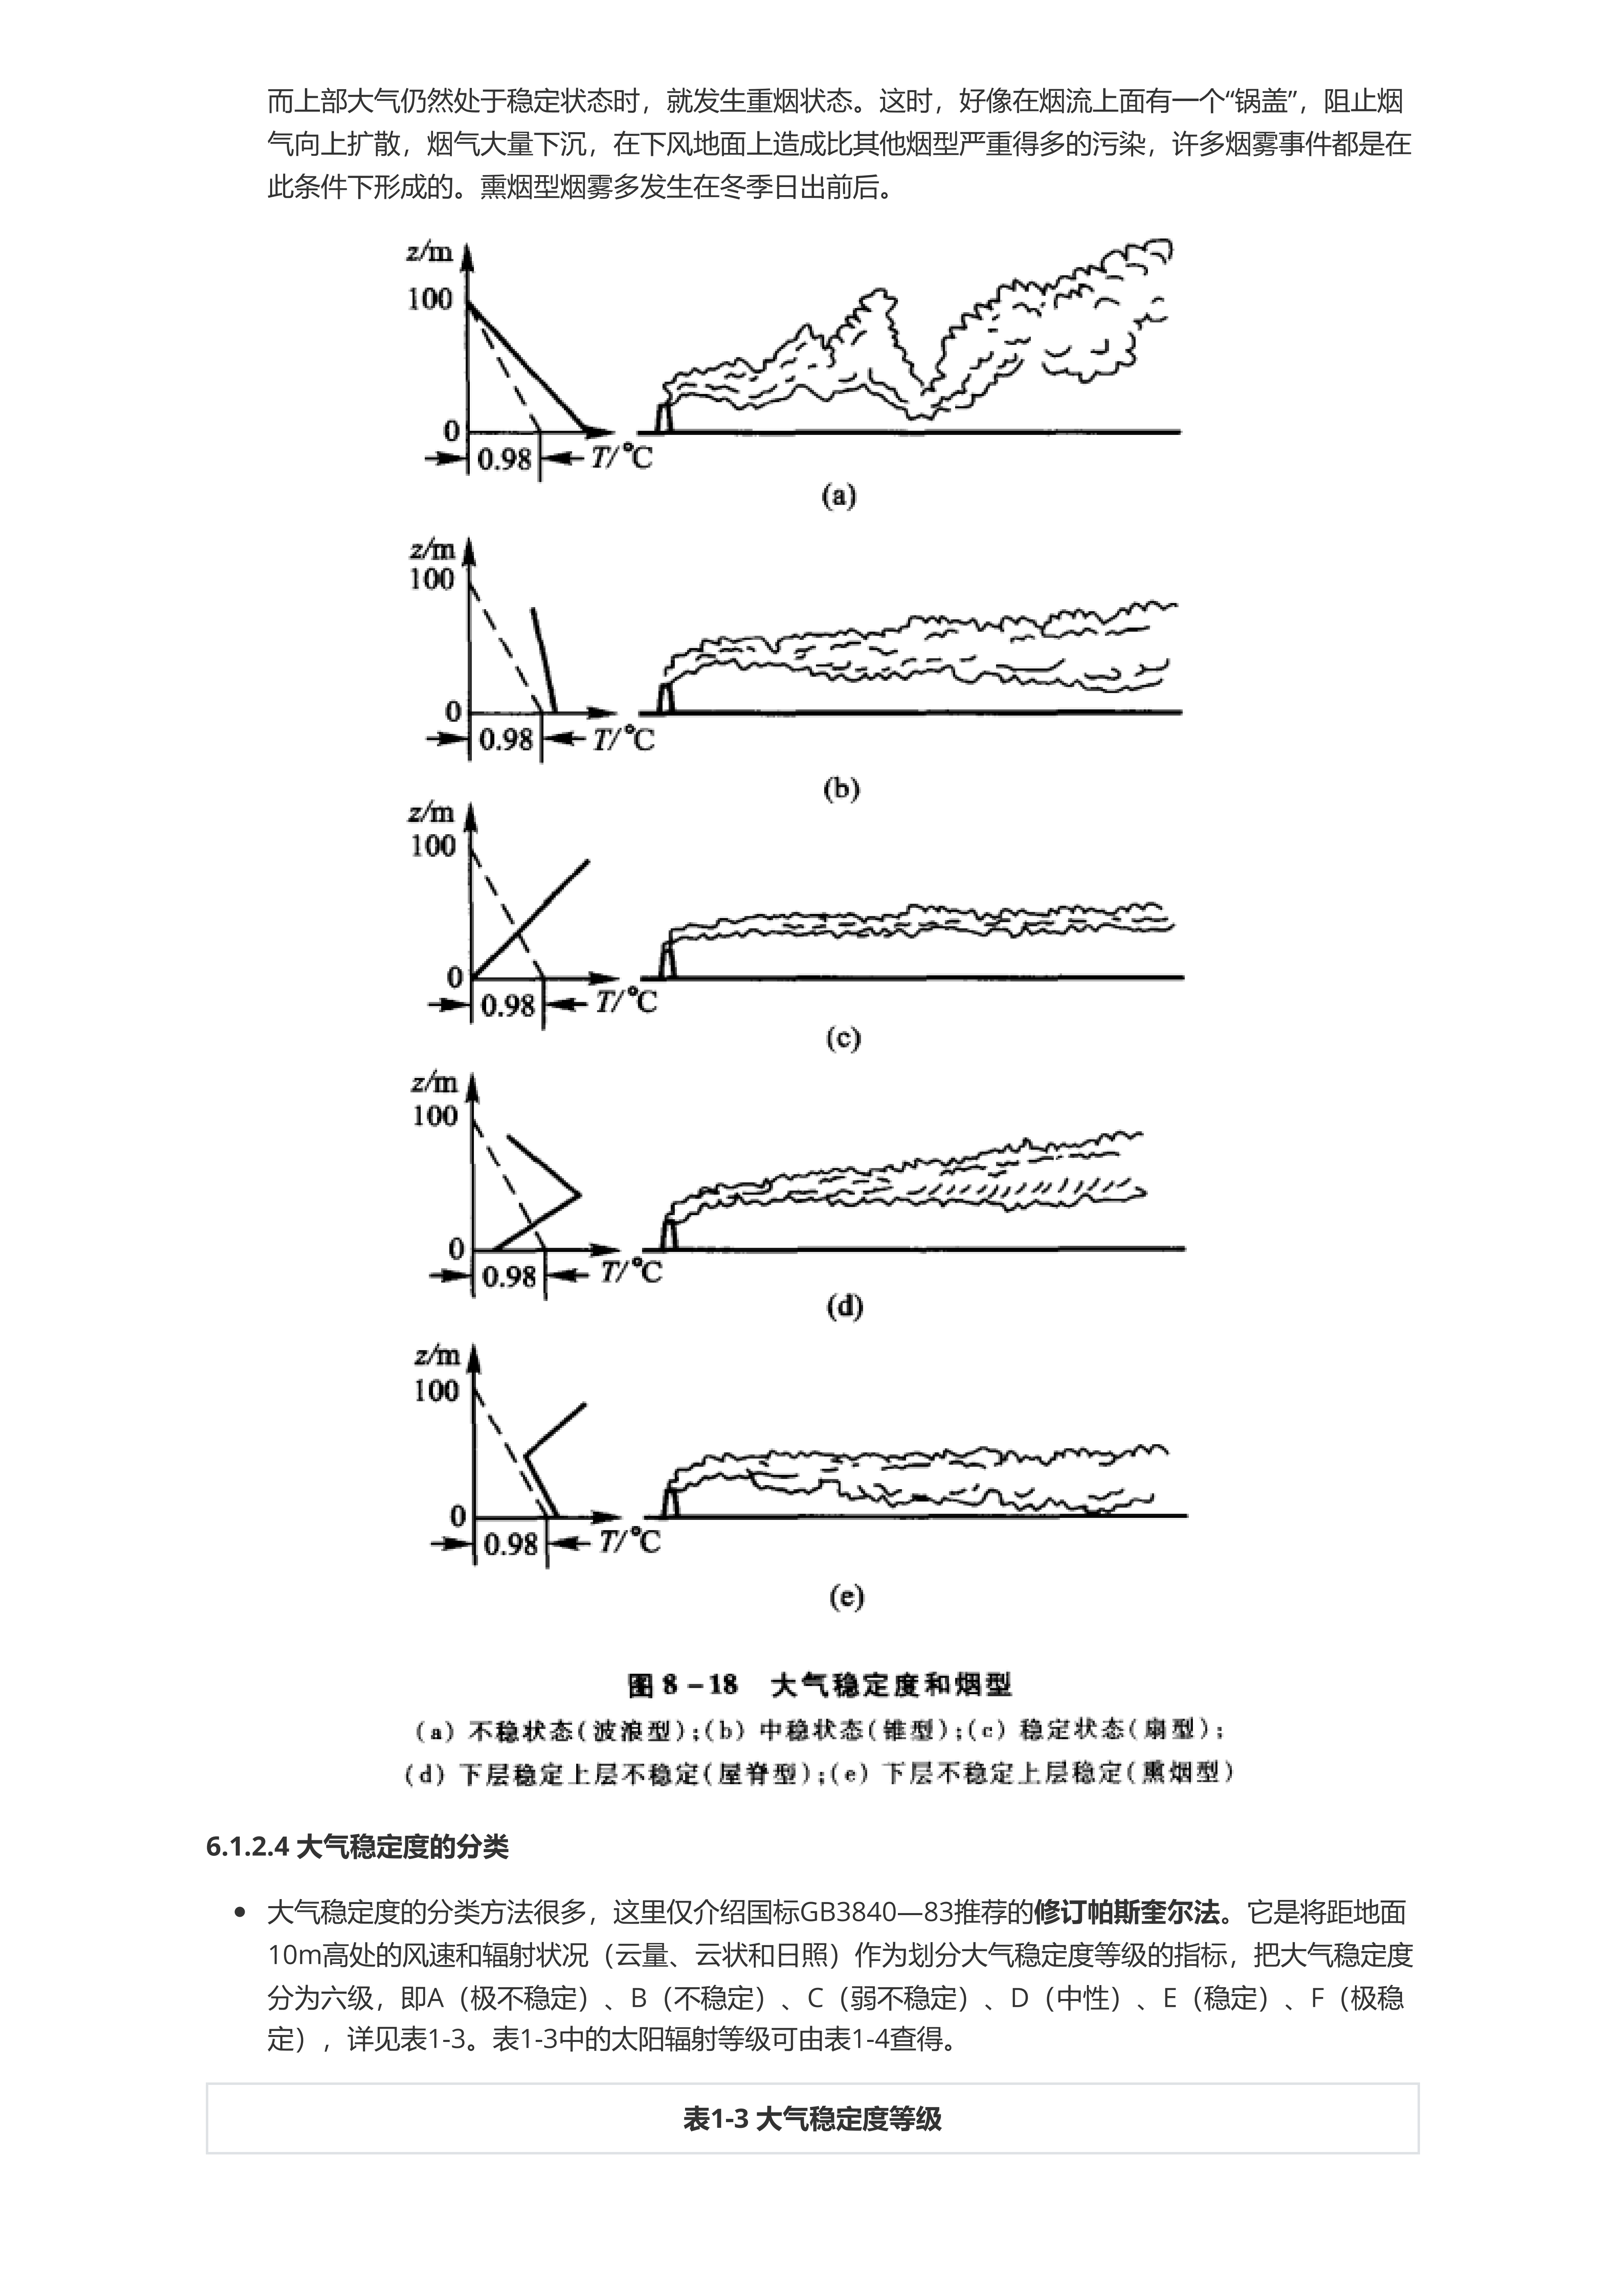 而上部大气仍然处于稳定状态时，就发生重烟状态。这时，好像在烟流上面有一个“锅盖”，阻止烟
气向上扩散，烟气大量下沉，在下风地面上造成比其他烟型严重得多的污染，许多烟雾事件都是在
此条件下形成的。熏烟型烟雾多发生在冬季日出前后。
z/m
100
0
0.98 T/°C
(a)
z/m
100
0
0.98 T/°C
(b)
z/m
100
0
0.98 T/°C
(c)
z/m
100
0
0.98 T/°C
(d)
z/m
100
0
0.98 T/°C
(e)
图 8－18 大气稳定度和烟型
(a) 不稳状态(波浪型);(b) 中稳状态(锥型);(c) 稳定状态(扇型);
(d) 下层稳定上层不稳定(屋脊型);(e) 下层不稳定上层稳定(熏烟型)
6.1.2.4 大气稳定度的分类
• 大气稳定度的分类方法很多，这里仅介绍国标GB3840—83推荐的修订帕斯奎尔法。它是将距地面
10m高处的风速和辐射状况（云量、云状和日照）作为划分大气稳定度等级的指标，把大气稳定度
分为六级，即A（极不稳定）、B（不稳定）、C（弱不稳定）、D（中性）、E（稳定）、F（极稳
定），详见表1-3。表1-3中的太阳辐射等级可由表1-4查得。
表1-3 大气稳定度等级